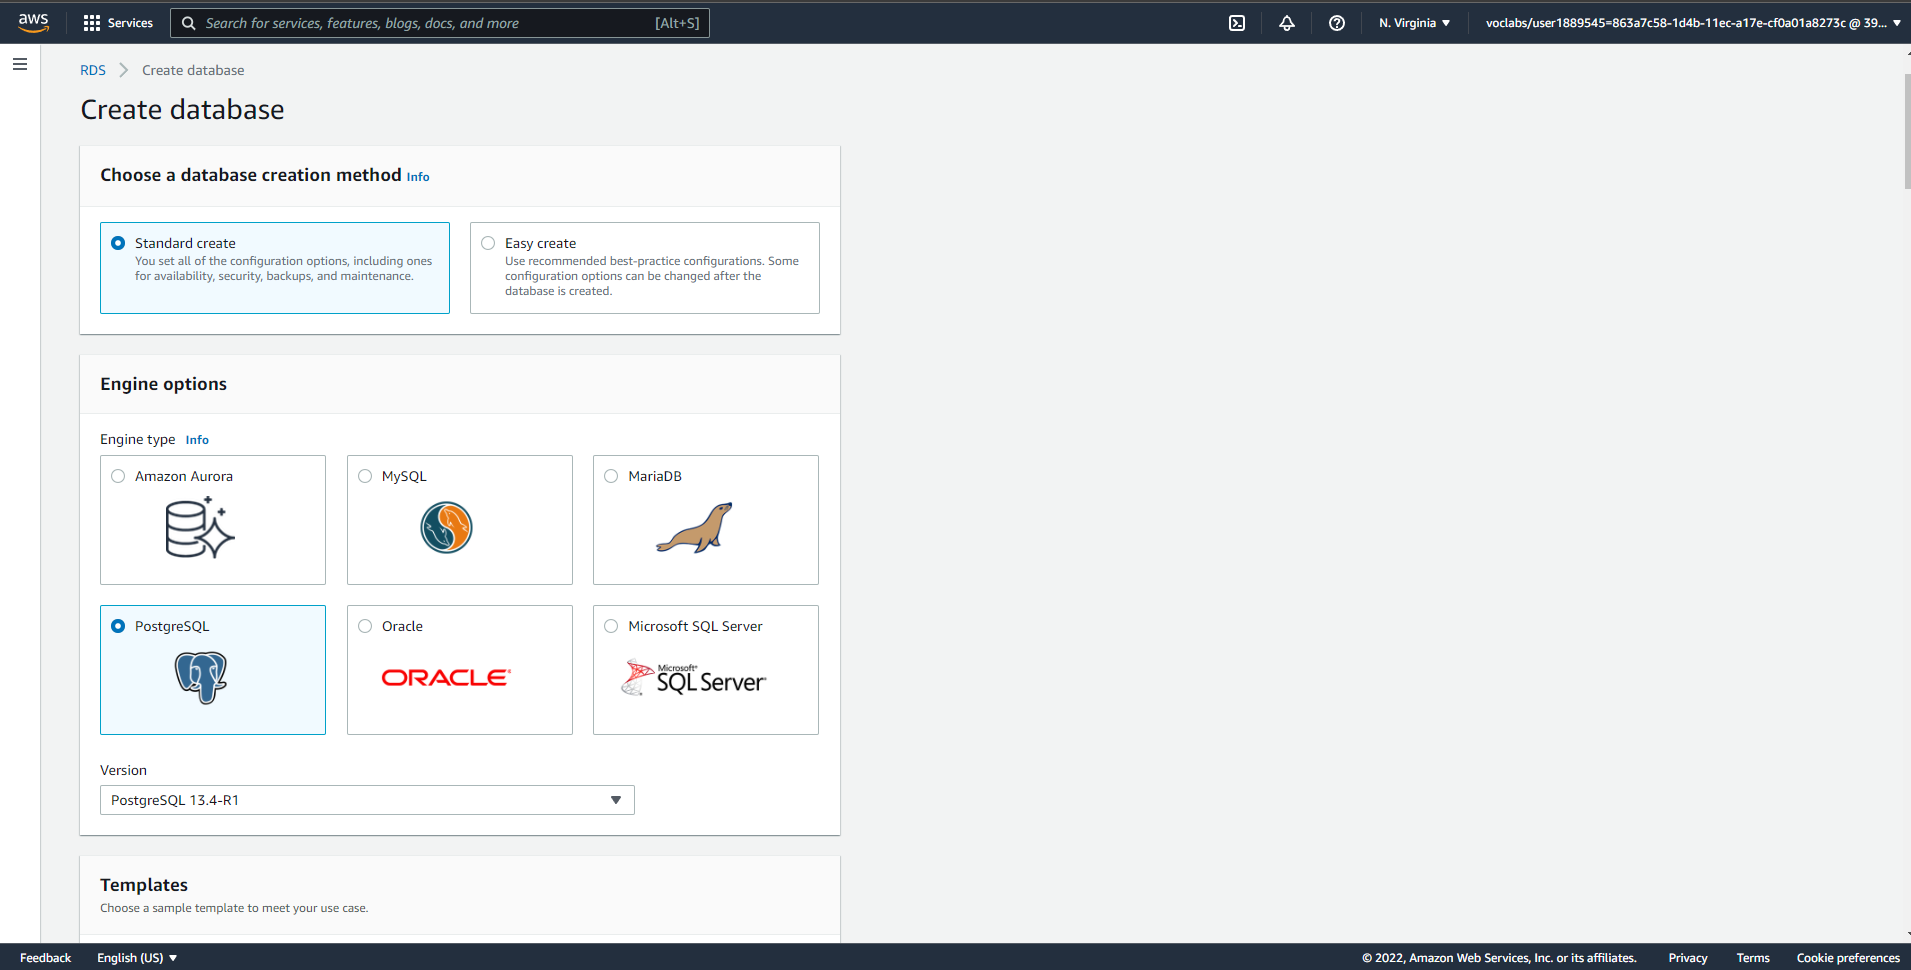 aws
Services
Search for services, features, blogs, docs, and more
[Alt+S]
N. Virginia
voclabs/user1889545=863a7c58-1d4b-11ec-a17e-cf0a01a8273c @ 39...
RDS
Create database
Create database
Choose a database creation method Info
Standard create
You set all of the configuration options, including ones
for availability, security, backups, and maintenance.
Easy create
Use recommended best-practice configurations. Some
configuration options can be changed after the
database is created.
Engine options
Engine type Info
Amazon Aurora
MySQL
MariaDB
PostgreSQL
Oracle
ORACLE®
Microsoft SQL Server
Microsoft®
SQL Server®
Version
PostgreSQL 13.4-R1
Templates
Choose a sample template to meet your use case.
Feedback
English (US)
© 2022, Amazon Web Services, Inc. or its affiliates.
Privacy
Terms
Cookie preferences